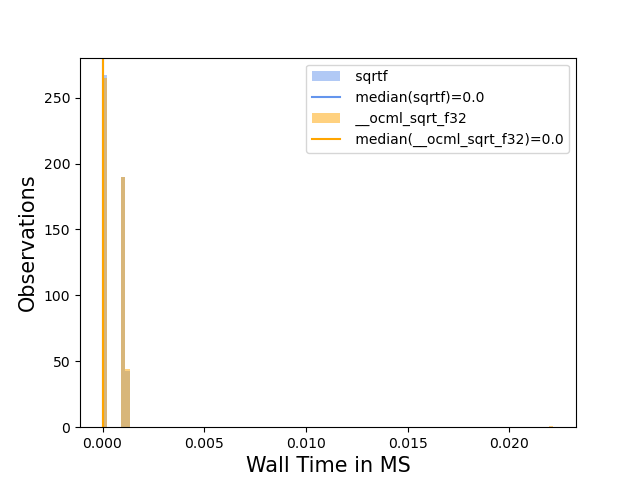 sqrtf
median(sqrtf)=0.0
__ocml_sqrt_f32
median(__ocml_sqrt_f32)=0.0
250
200
150
100
50
0
Observations
0.000 0.005 0.010 0.015 0.020
Wall Time in MS